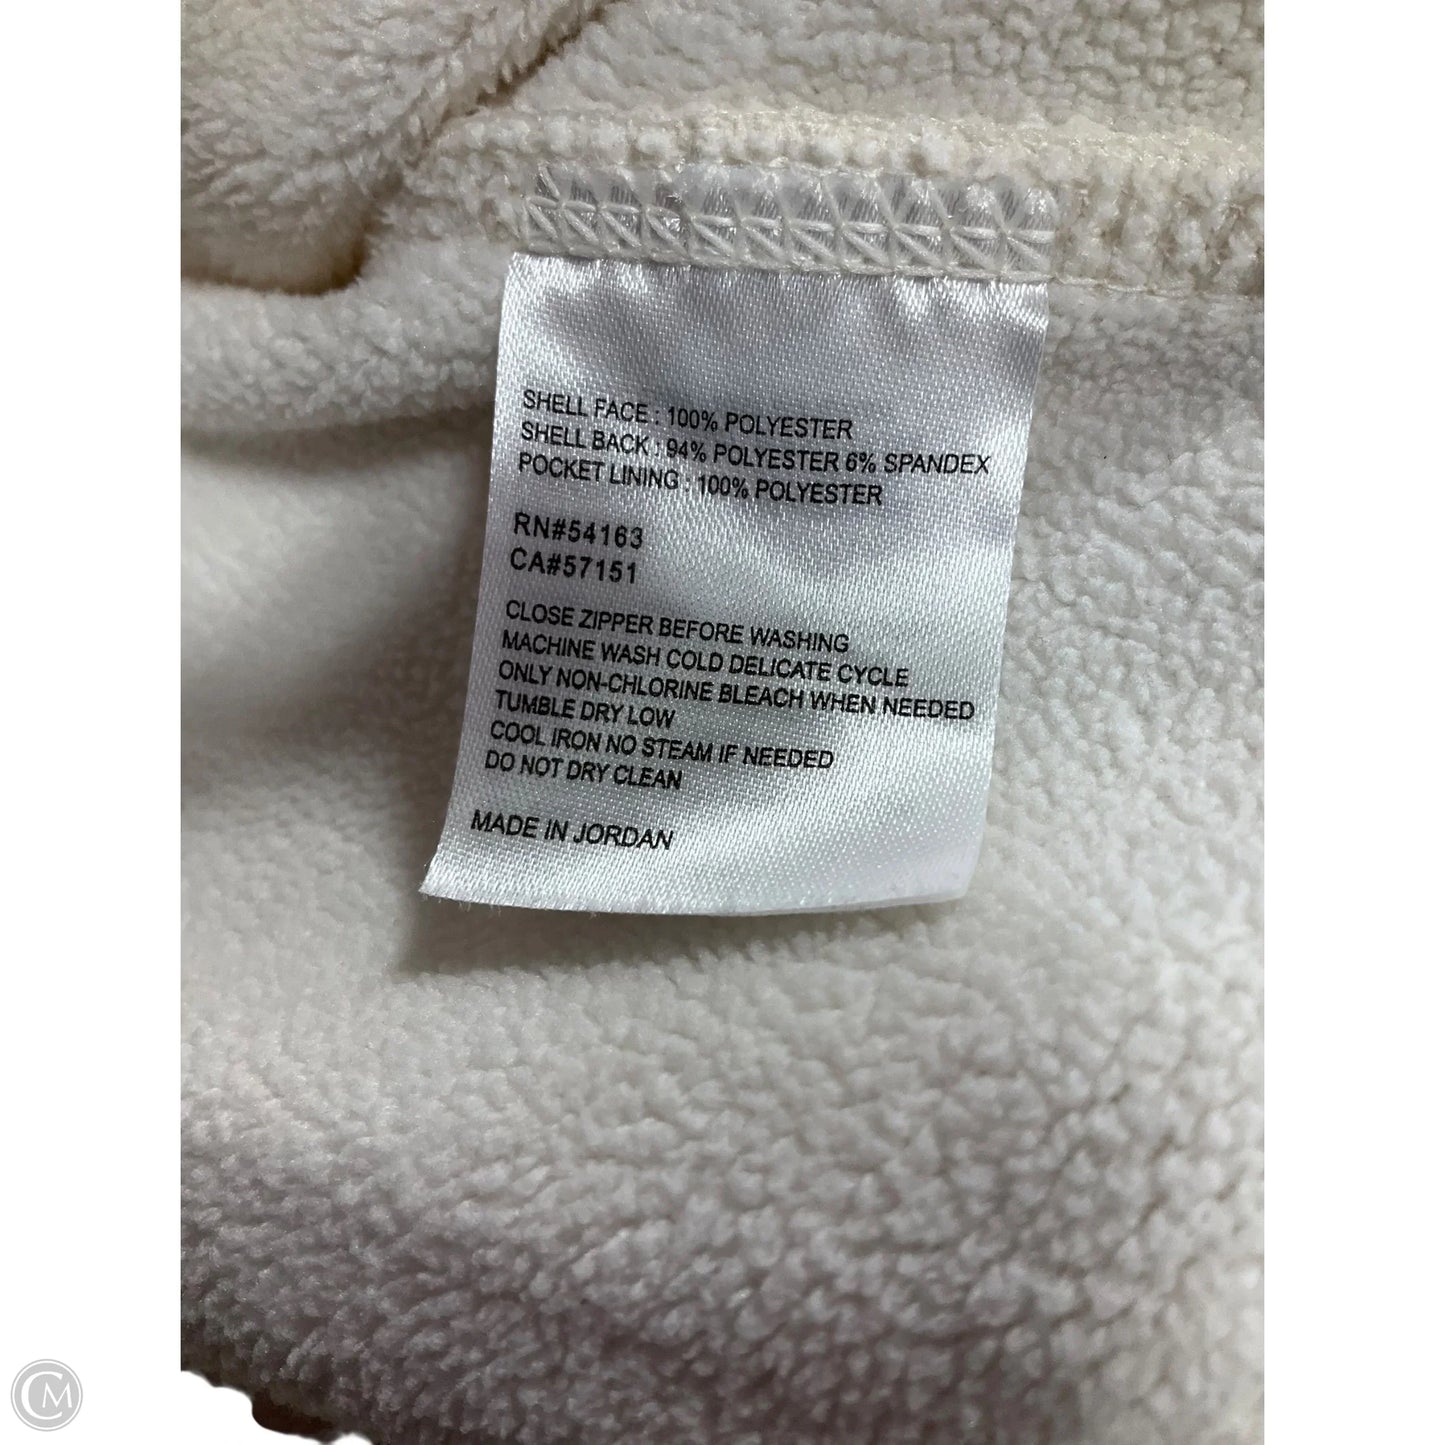 SHELL FACE : 100% POLYESTER
SHELL BACK : 94% POLYESTER 6% SPANDEX
POCKET LINING : 100% POLYESTER
RN#54163
CA#57151
CLOSE ZIPPER BEFORE WASHING
MACHINE WASH COLD DELICATE CYCLE
ONLY NON-CHLORINE BLEACH WHEN NEEDED
TUMBLE DRY LOW
COOL IRON NO STEAM IF NEEDED
DO NOT DRY CLEAN
MADE IN JORDAN
CM